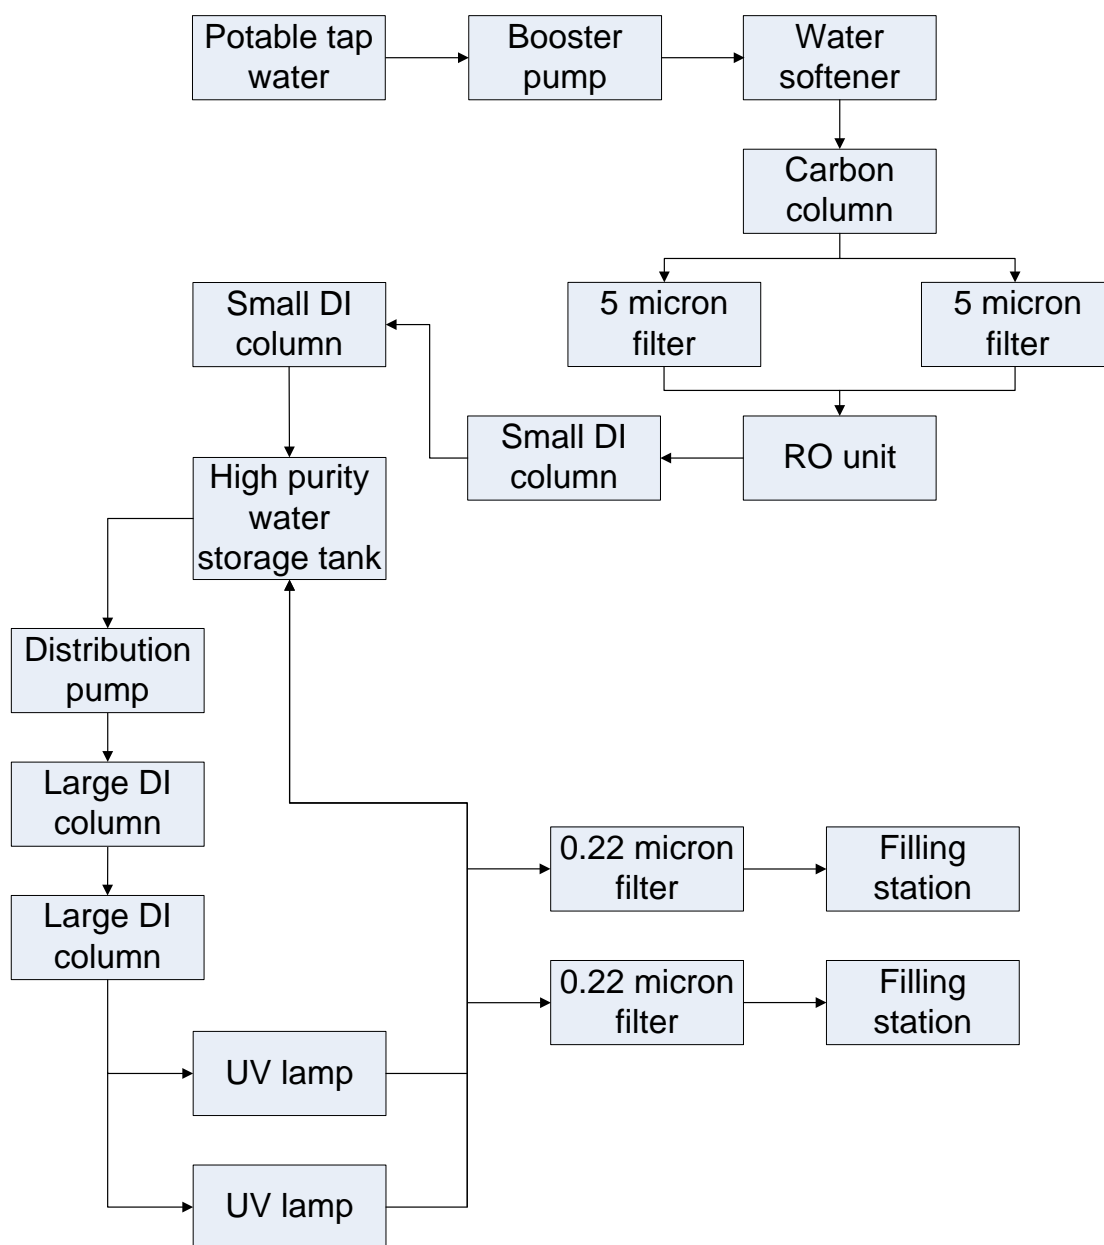 Potable tap
water
Booster
pump
Water
softener
Carbon
column
5 micron
filter
5 micron
filter
RO unit
Small DI
column
Small DI
column
High purity
water
storage tank
Distribution
pump
Large DI
column
Large DI
column
UV lamp
UV lamp
0.22 micron
filter
Filling
station
0.22 micron
filter
Filling
station